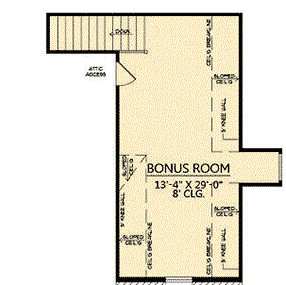 DOWN
CEIL'G BREAKLINE
ATTIC
ACCESS
SLOPED
CEIL'G
5' KNEE WALL
SLOPED
CEIL'G
BONUS ROOM
13'-4" X 29'-0"
8' CLG.
5' KNEE WALL
SLOPED
CEIL'G
SLOPED
CEIL'G
5' KNEE WALL
CEIL'G BREAKLINE
CEIL'G BREAKLINE